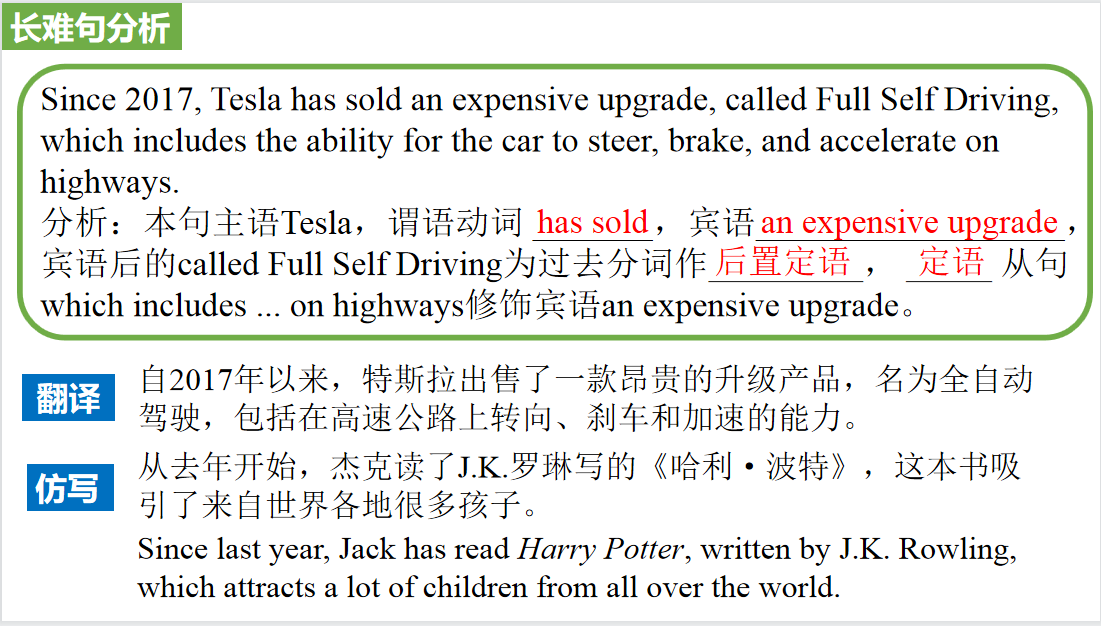 长难句分析
Since 2017, Tesla has sold an expensive upgrade, called Full Self Driving,
which includes the ability for the car to steer, brake, and accelerate on
highways.
分析：本句主语Tesla，谓语动词 has sold ，宾语 an expensive upgrade ，
宾语后的called Full Self Driving为过去分词作 后置定语 ， 定语 从句
which includes ... on highways修饰宾语an expensive upgrade。
翻译
自2017年以来，特斯拉出售了一款昂贵的升级产品，名为全自动
驾驶，包括在高速公路上转向、刹车和加速的能力。
仿写
从去年开始，杰克读了J.K.罗琳写的《哈利·波特》，这本书吸
引了来自世界各地很多孩子。
Since last year, Jack has read Harry Potter, written by J.K. Rowling,
which attracts a lot of children from all over the world.